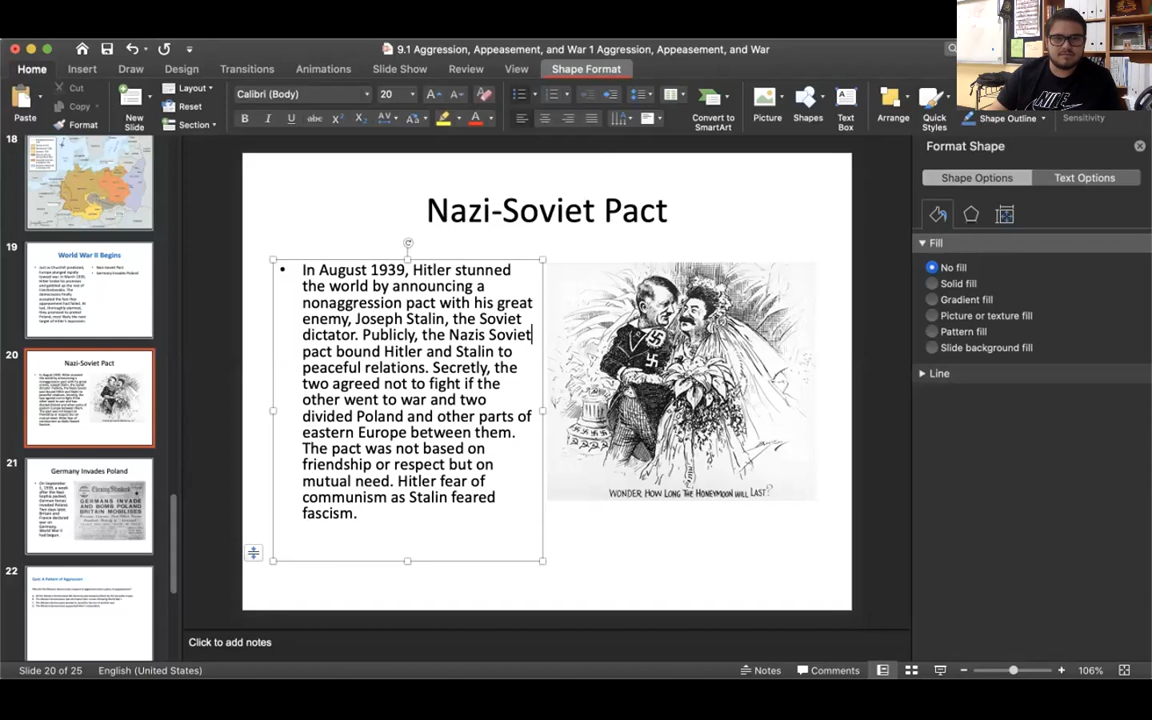 9.1 Aggression, Appeasement, and War 1 Aggression, Appeasement, and War
Home Insert Draw Design Transitions Animations Slide Show Review View Shape Format
Cut
Copy
Format
Paste
New
Slide
Layout
Reset
Section
Calibri (Body) 20
Convert to
SmartArt
Picture
Shapes
Text
Box
Arrange
Quick
Styles
Shape Outline
Sensitivity
18
19
World War II Begins
20
Nazi-Soviet Pact
21
Germany Invades Poland
On September
1, 1939, a week
after the Nazi
22
Nazi-Soviet Pact
• In August 1939, Hitler stunned
the world by announcing a
nonaggression pact with his great
enemy, Joseph Stalin, the Soviet
dictator. Publicly, the Nazis Soviet
pact bound Hitler and Stalin to
peaceful relations. Secretly, the
two agreed not to fight if the
other went to war and two
divided Poland and other parts of
eastern Europe between them.
The pact was not based on
friendship or respect but on
mutual need. Hitler fear of
communism as Stalin feared
fascism.
WONDER HOW LONG THE HONEYMOON WILL LAST?
Format Shape
Shape Options Text Options
Fill
No fill
Solid fill
Gradient fill
Picture or texture fill
Pattern fill
Slide background fill
Line
Click to add notes
Slide 20 of 25 English (United States) Notes Comments 106%
NIKE